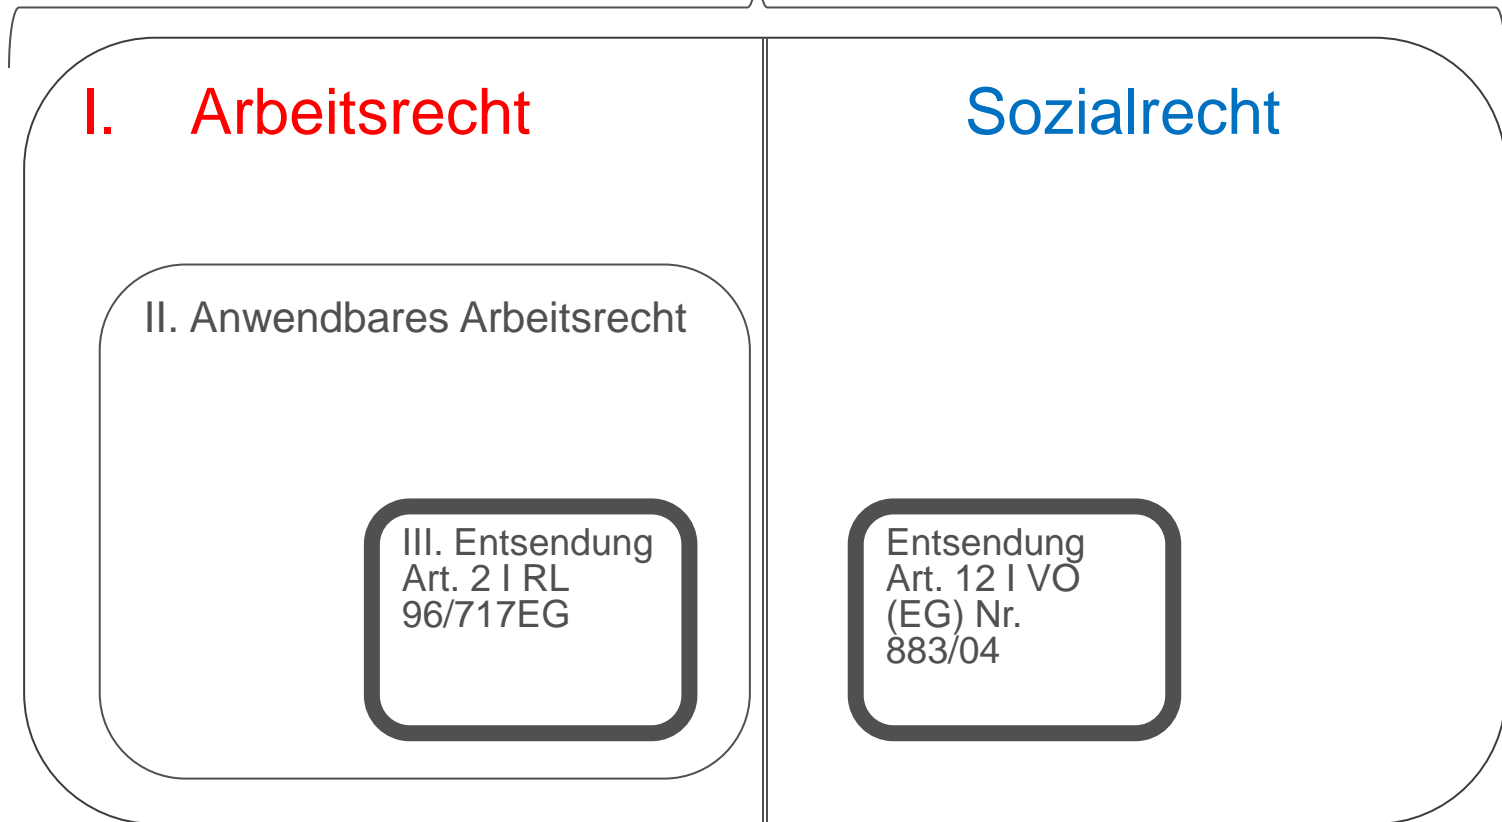 I. Arbeitsrecht
Sozialrecht
II. Anwendbares Arbeitsrecht
III. Entsendung
Art. 2 I RL
96/717EG
Entsendung
Art. 12 I VO
(EG) Nr.
883/04